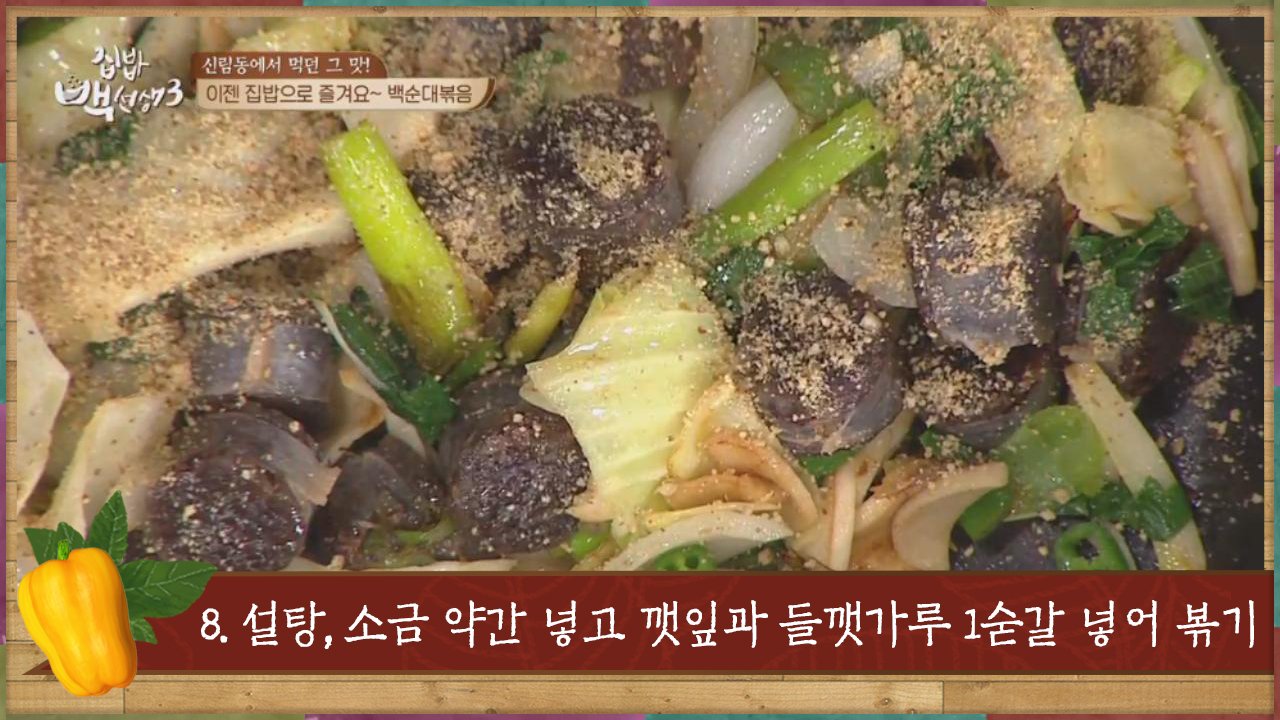 집밥
백선생3
신림동에서 먹던 그 맛!
이젠 집밥으로 즐겨요~ 백순대볶음
8. 설탕, 소금 약간 넣고 깻잎과 들깻가루 1숟갈 넣어 볶기